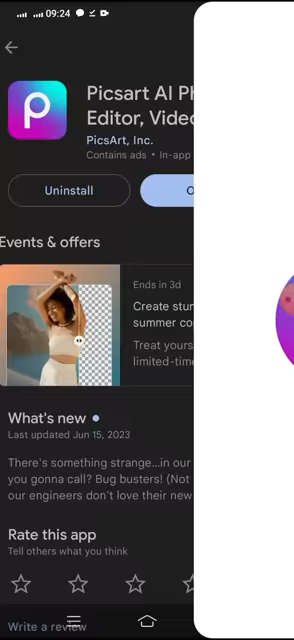 09:24
Picsart AI Ph
Editor, Video
PicsArt, Inc.
Contains ads • In-app
Uninstall
O
Events & offers
Ends in 3d
Create stun
summer co
Treat yours
limited-time
What's new
Last updated Jun 15, 2023
There's something strange...in our
you gonna call? Bug busters! (Not
our engineers don't love their new
Rate this app
Tell others what you think
Write a review